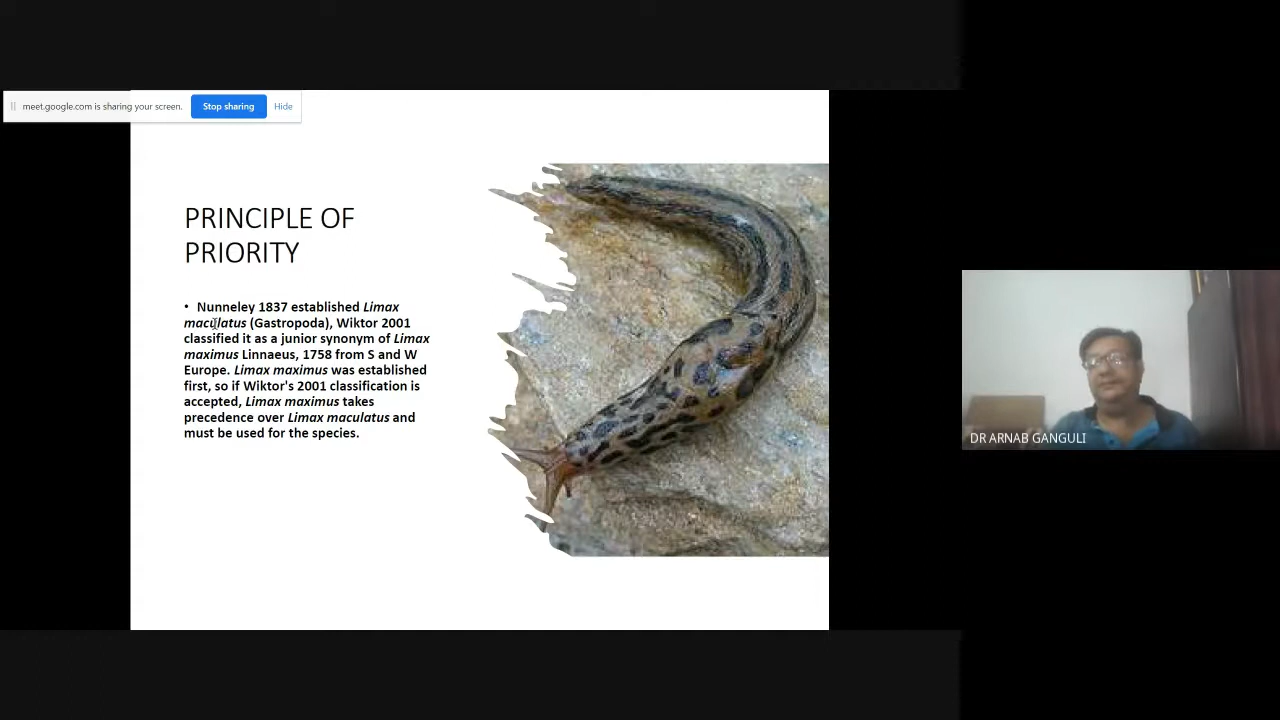 meet.google.com is sharing your screen. Stop sharing Hide
PRINCIPLE OF
PRIORITY
• Nunneley 1837 established Limax
maculatus (Gastropoda), Wiktor 2001
classified it as a junior synonym of Limax
maximus Linnaeus, 1758 from S and W
Europe. Limax maximus was established
first, so if Wiktor's 2001 classification is
accepted, Limax maximus takes
precedence over Limax maculatus and
must be used for the species.
DR ARNAB GANGULI